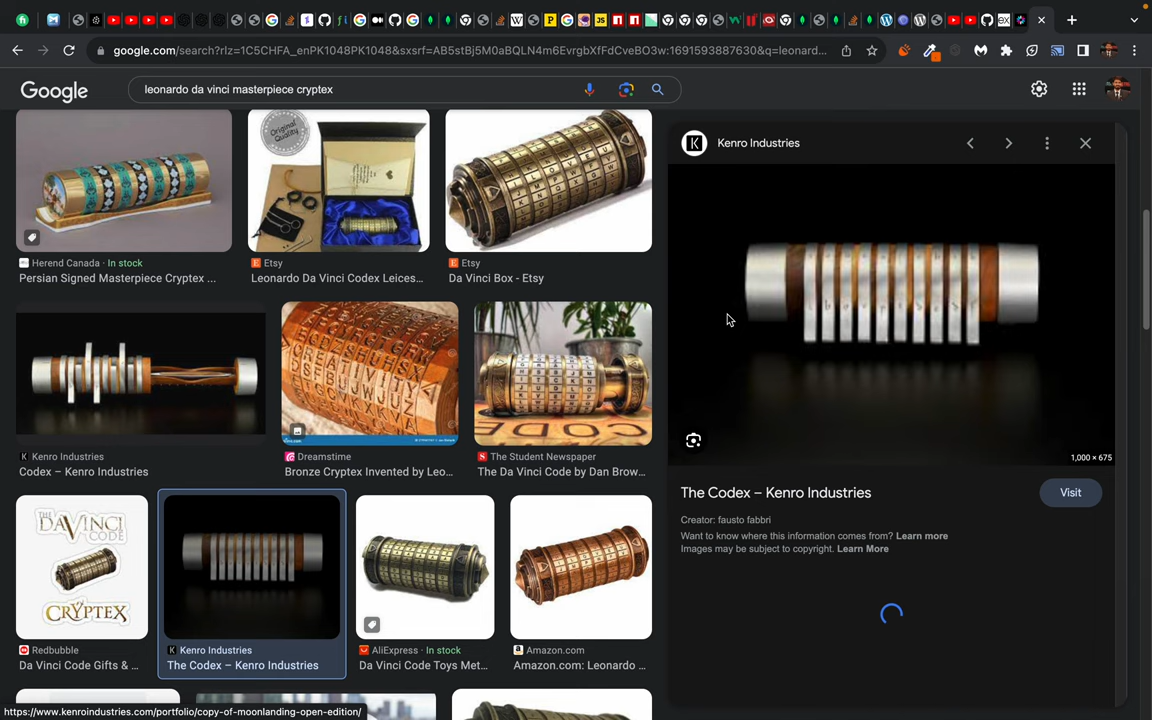 google.com/search?rlz=1C5CHFA_enPK1048PK1048&sxsrf=AB5stBj5M0aBQLN4m6EvrgbXfFdCveBO3w:1691593887630&q=leonard...
Google
leonardo da vinci masterpiece cryptex
K Kenro Industries
Original
Quality
Herend Canada · In stock
Persian Signed Masterpiece Cryptex ...
Etsy
Leonardo Da Vinci Codex Leices...
Etsy
Da Vinci Box - Etsy
1,000 × 675
K Kenro Industries
Codex – Kenro Industries
Dreamstime
Bronze Cryptex Invented by Leo...
The Student Newspaper
The Da Vinci Code by Dan Brow...
The Codex – Kenro Industries
Visit
Creator: fausto fabbri
Want to know where this information comes from? Learn more
Images may be subject to copyright. Learn More
THE
DAVINCI
CODE
CRYPTEX
Redbubble
Da Vinci Code Gifts & ...
K Kenro Industries
The Codex – Kenro Industries
AliExpress · In stock
Da Vinci Code Toys Met...
Amazon.com
Amazon.com: Leonardo ...
https://www.kenroindustries.com/portfolio/copy-of-moonlanding-open-edition/